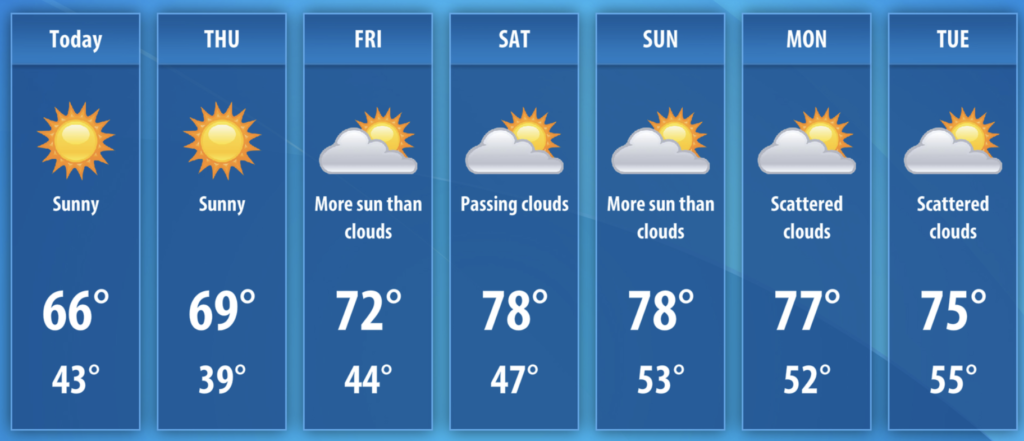 Today
Sunny
66°
43°
THU
Sunny
69°
39°
FRI
More sun than
clouds
72°
44°
SAT
Passing clouds
78°
47°
SUN
More sun than
clouds
78°
53°
MON
Scattered
clouds
77°
52°
TUE
Scattered
clouds
75°
55°